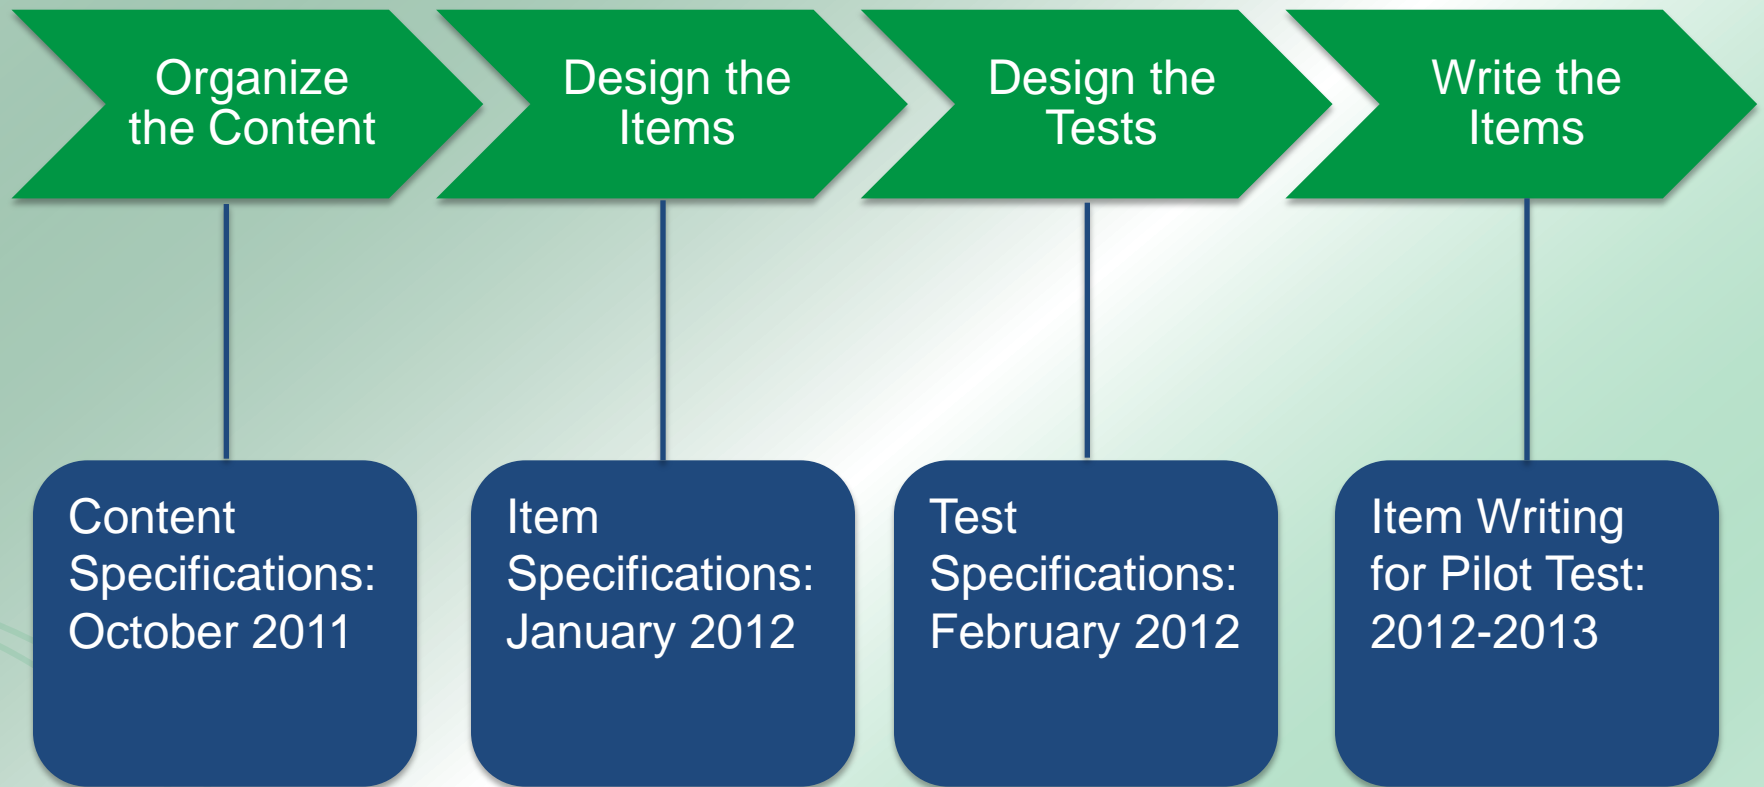 Organize
the Content
Design the
Items
Design the
Tests
Write the
Items
Content
Specifications:
October 2011
Item
Specifications:
January 2012
Test
Specifications:
February 2012
Item Writing
for Pilot Test:
2012-2013